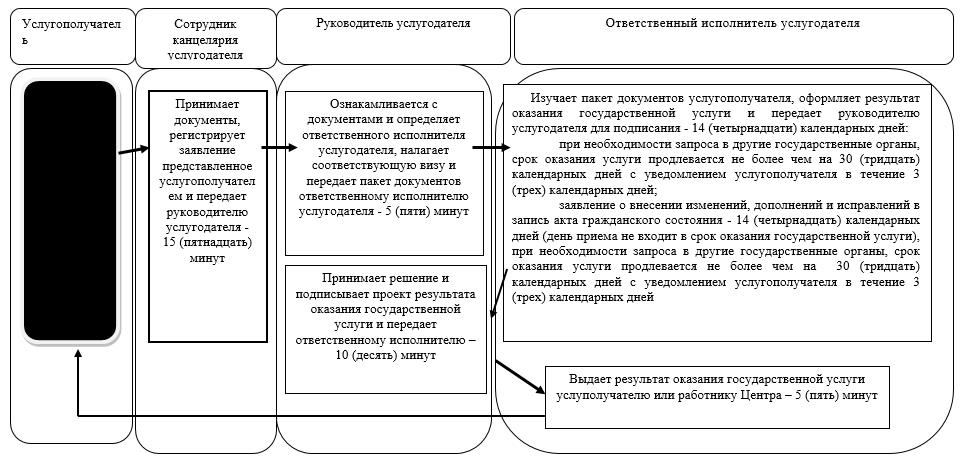 Услугополучател
ь
Сотрудник
канцелярия
услугодателя
Руководитель услугодателя
Ответственный исполнитель услугодателя
Принимает
документы,
регистрирует
заявление
представленное
услугополучател
ем и передает
руководителю
услугодателя -
15 (пятнадцать)
минут
Ознакамливается с
документами и определяет
ответственного исполнителя
услугодателя, налагает
соответствующую визу и
передает пакет документов
ответственному исполнителю
услугодателя - 5 (пяти) минут
Принимает решение и
подписывает проект результата
оказания государственной
услуги и передает
ответственному исполнителю –
10 (десять) минут
Изучает пакет документов услугополучателя, оформляет результат
оказания государственной услуги и передает руководителю
услугодателя для подписания - 14 (четырнадцати) календарных дней:
при необходимости запроса в другие государственные органы,
срок оказания услуги продлевается не более чем на 30 (тридцать)
календарных дней с уведомлением услугополучателя в течение 3
(трех) календарных дней;
заявление о внесении изменений, дополнений и исправлений в
запись акта гражданского состояния - 14 (четырнадцать) календарных
дней (день приема не входит в срок оказания государственной услуги),
при необходимости запроса в другие государственные органы, срок
оказания услуги продлевается не более чем на 30 (тридцать)
календарных дней с уведомлением услугополучателя в течение 3
(трех) календарных дней
Выдает результат оказания государственной услуги
услуполучателю или работнику Центра – 5 (пять) минут